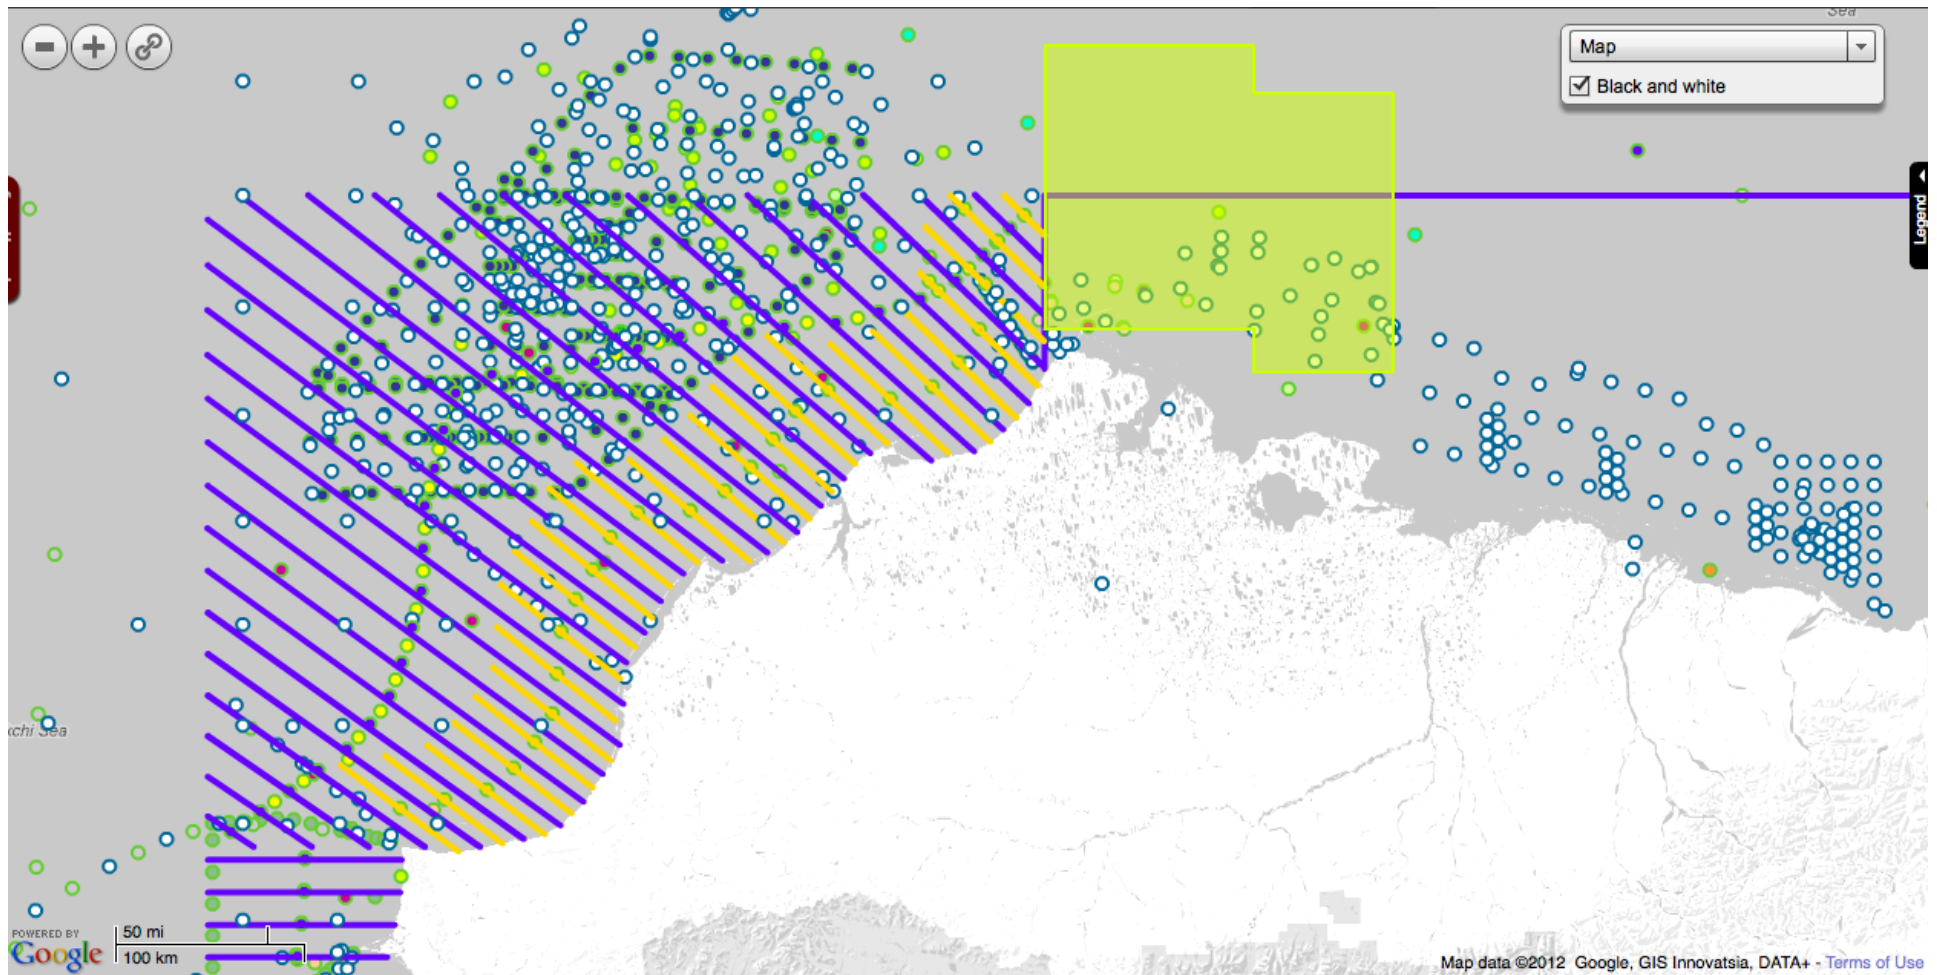 Sea
Map
Black and white
Legend
kchi Sea
POWERED BY
Google
50 mi
100 km
Map data ©2012 Google, GIS Innovatsia, DATA+ - Terms of Use